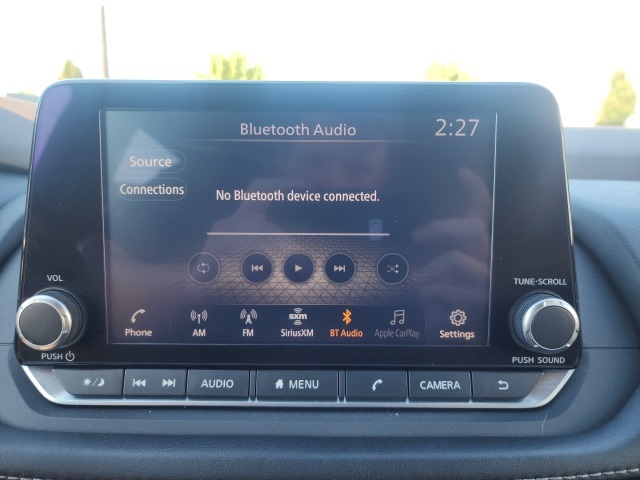 Bluetooth Audio
2:27
Source
Connections
No Bluetooth device connected.
VOL
PUSH
TUNE·SCROLL
PUSH SOUND
Phone
AM
FM
sxm
SiriusXM
BT Audio
Apple CarPlay
Settings
AUDIO
MENU
CAMERA